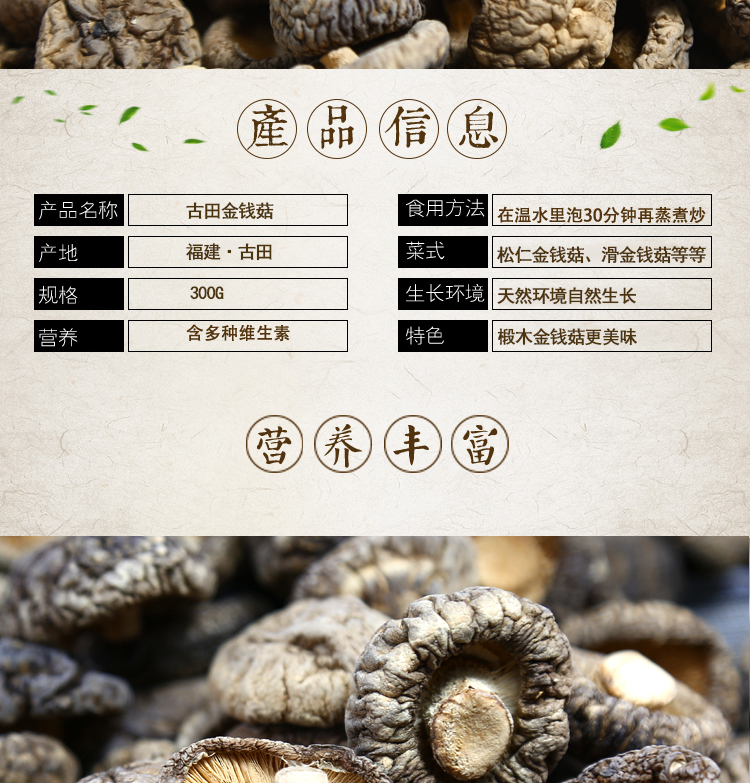 產品信息
产品名称 古田金钱菇
产地 福建·古田
规格 300G
营养 含多种维生素
食用方法 在温水里泡30分钟再蒸煮炒
菜式 松仁金钱菇、滑金钱菇等等
生长环境 天然环境自然生长
特色 椴木金钱菇更美味
营养丰富